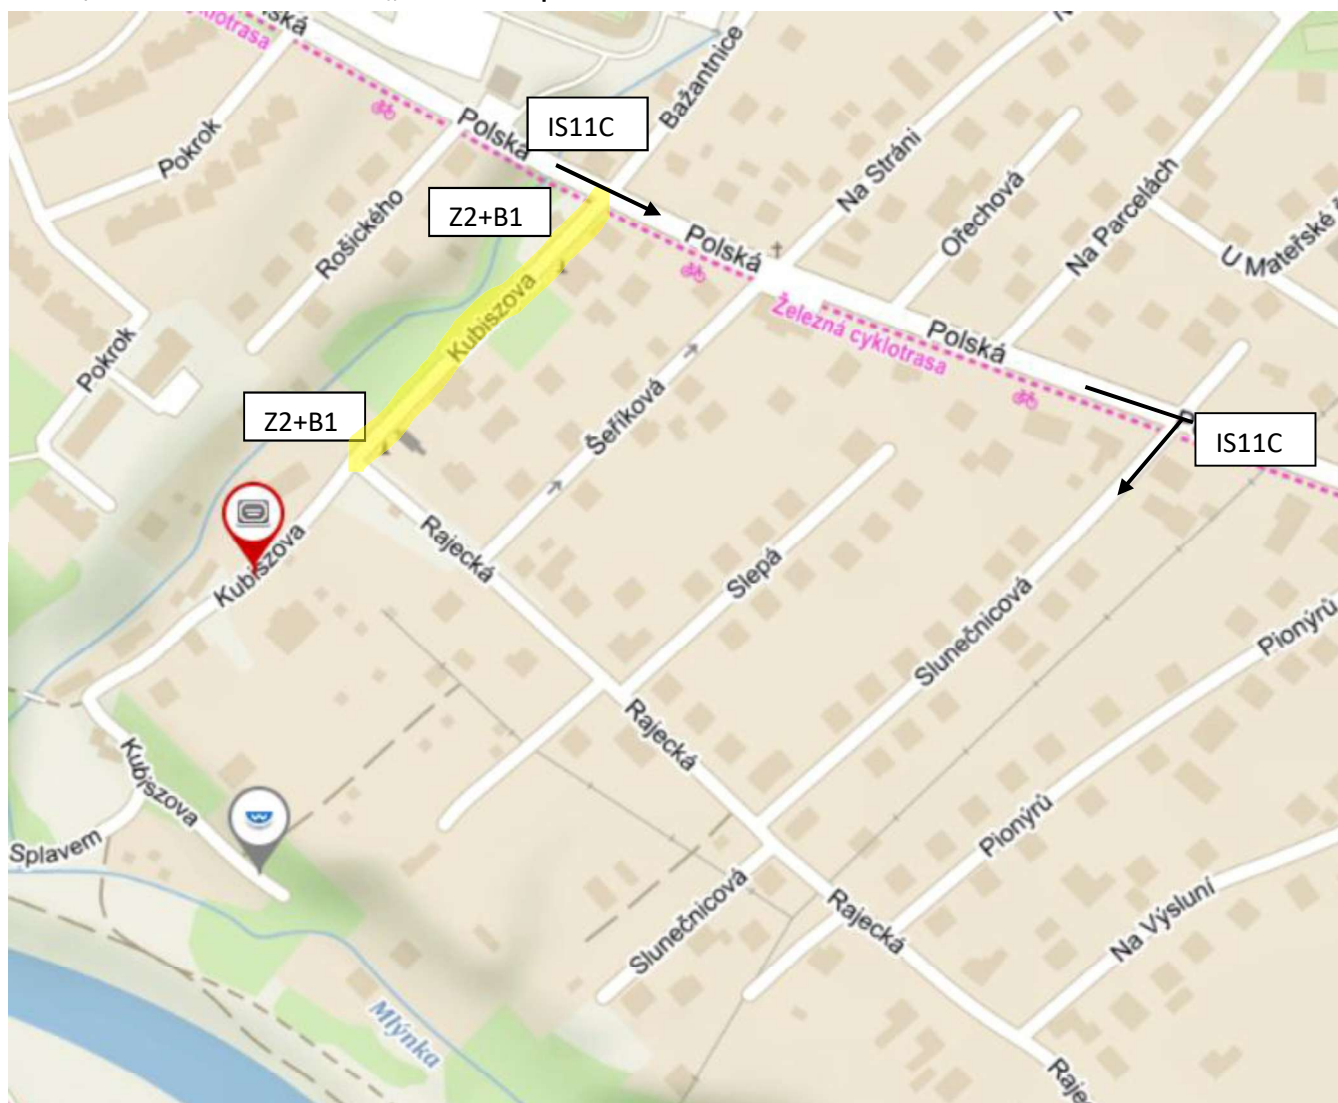 cyklotrasa
Polská
IS11C
Bažantnice
Pokrok
Na Stráni
Ořechová
Na Parcelách
Rošického
Z2+B1
Polská
U Mateřské
Kubiszova
Železná cyklotrasa
Polská
Pokrok
Šeříková
Z2+B1
IS11C
Rajecká
Kubiszova
Slepá
Slunečnicová
Pionýrů
Rajecká
Kubiszova
Pionýrů
Splavem
Slunečnicová
Rajecká
Na Výsluní
Mlýnka